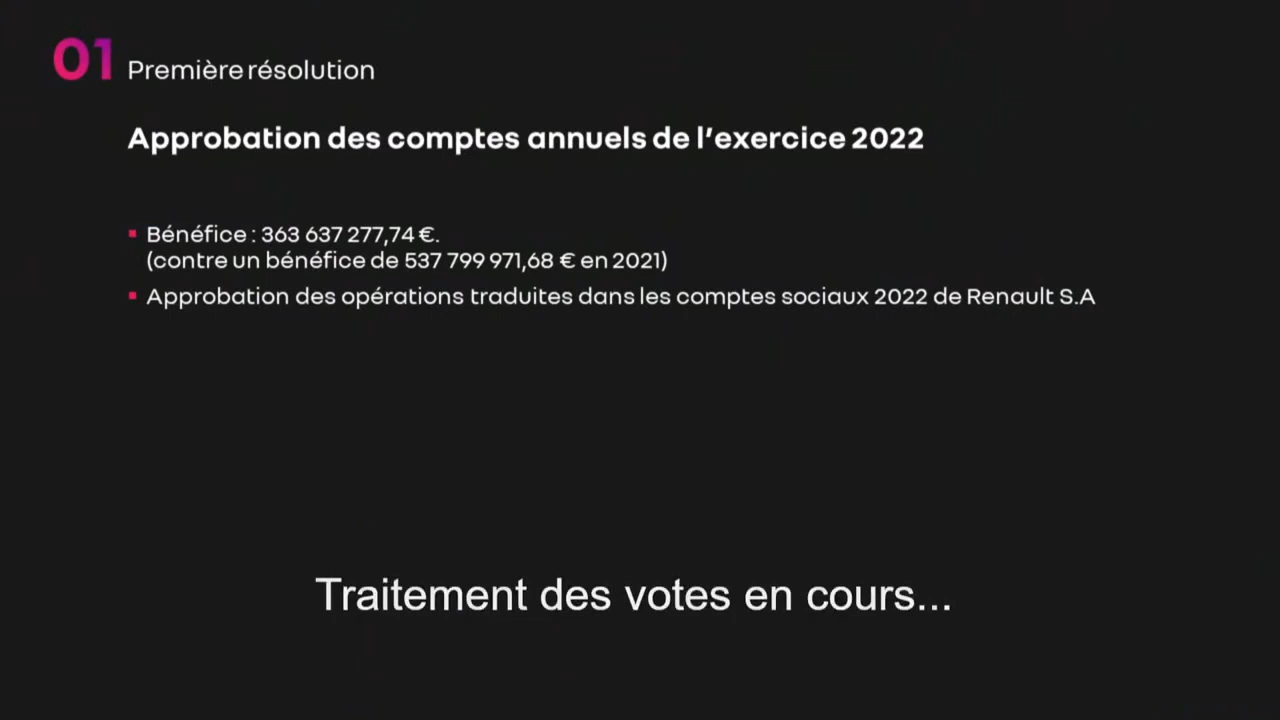 01 Première résolution
Approbation des comptes annuels de l'exercice 2022
Bénéfice : 363 637 277,74 €.
(contre un bénéfice de 537 799 971,68 € en 2021)
Approbation des opérations traduites dans les comptes sociaux 2022 de Renault S.A
Traitement des votes en cours...